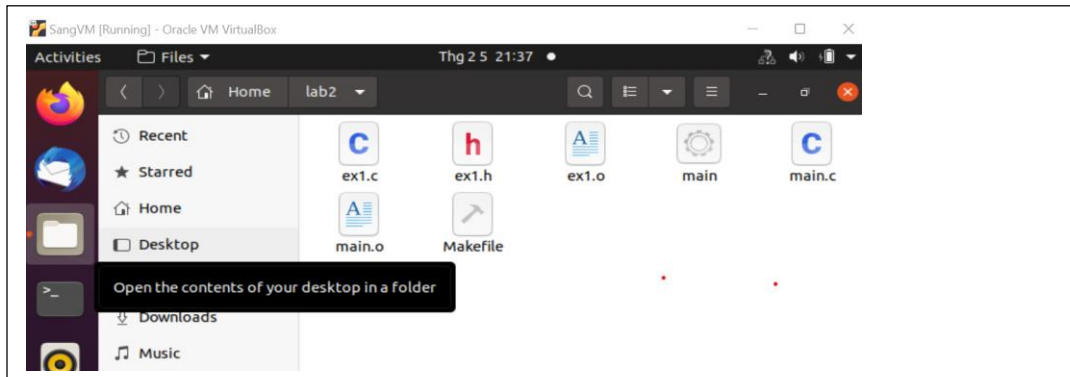 SangVM [Running] - Oracle VM VirtualBox
Activities Files Thg 2 5 21:37
Home lab2
Recent
Starred
Home
Desktop
Open the contents of your desktop in a folder
Downloads
Music
ex1.c ex1.h ex1.o main main.c
main.o Makefile